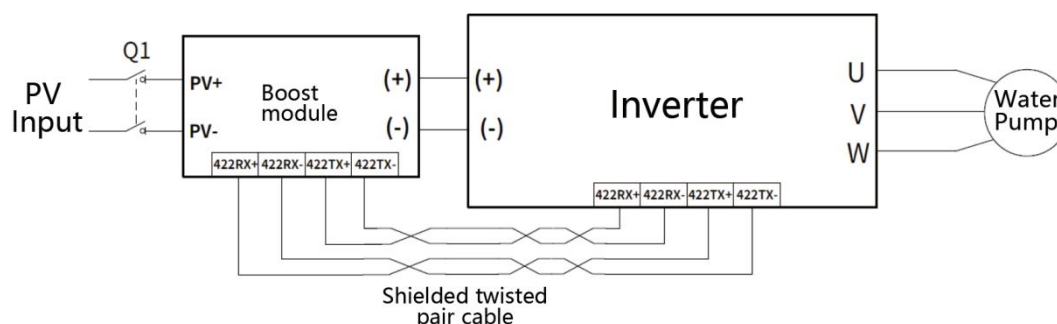 Q1
PV
Input
PV+
PV-
Boost
module
(+)
(-)
422RX+ 422RX- 422TX+ 422TX-
(+)
(-)
Inverter
U
V
W
422RX+ 422RX- 422TX+ 422TX-
Water
Pump
Shielded twisted
pair cable